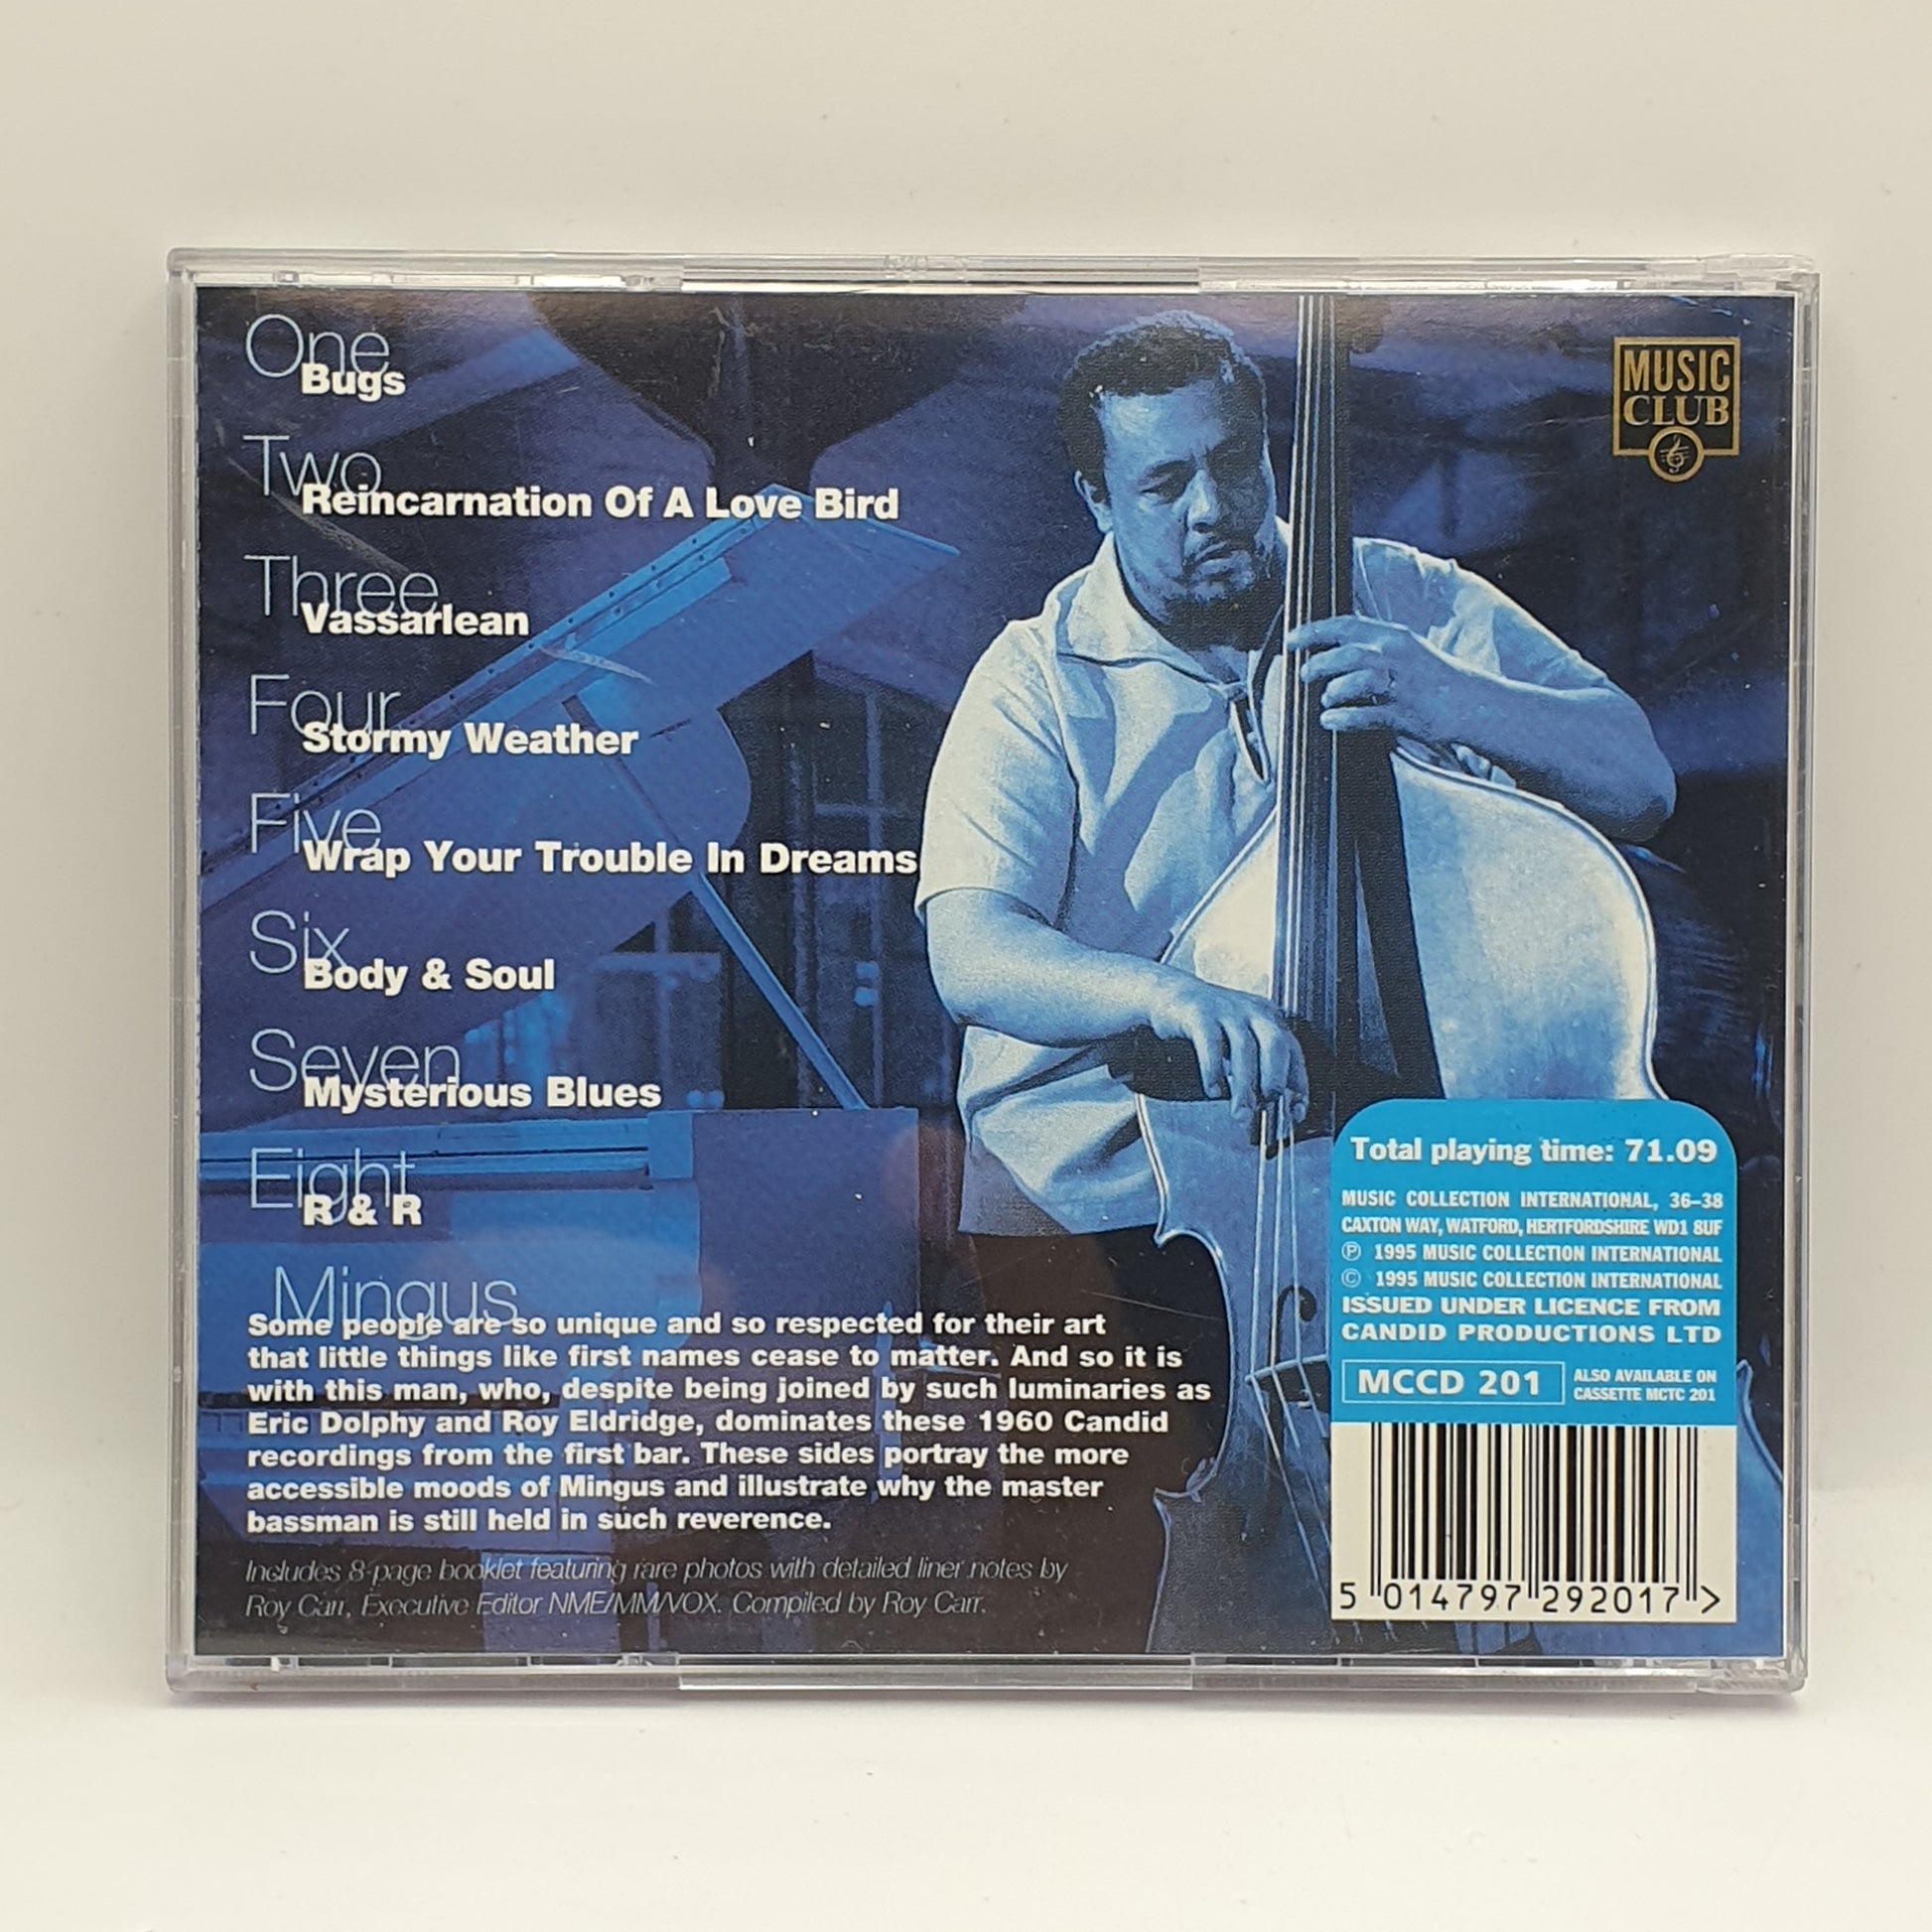 One
Bugs
Two
Reincarnation Of A Love Bird
Three
Vassarlean
Four
Stormy Weather
Five
Wrap Your Trouble In Dreams
Six
Body & Soul
Seven
Mysterious Blues
Eight
R & R
Mingus
Some people are so unique and so respected for their art
that little things like first names cease to matter. And so it is
with this man, who, despite being joined by such luminaries as
Eric Dolphy and Roy Eldridge, dominates these 1960 Candid
recordings from the first bar. These sides portray the more
accessible moods of Mingus and illustrate why the master
bassman is still held in such reverence.
Includes 8-page booklet featuring rare photos with detailed liner notes by
Roy Carr, Executive Editor NME/MM/VOX. Compiled by Roy Carr.
MUSIC
CLUB
Total playing time: 71.09
MUSIC COLLECTION INTERNATIONAL, 36–38
CAXTON WAY, WATFORD, HERTFORDSHIRE WD1 8UF
℗ 1995 MUSIC COLLECTION INTERNATIONAL
© 1995 MUSIC COLLECTION INTERNATIONAL
ISSUED UNDER LICENCE FROM
CANDID PRODUCTIONS LTD
MCCD 201
ALSO AVAILABLE ON
CASSETTE MCTC 201
5 014797 292017 >